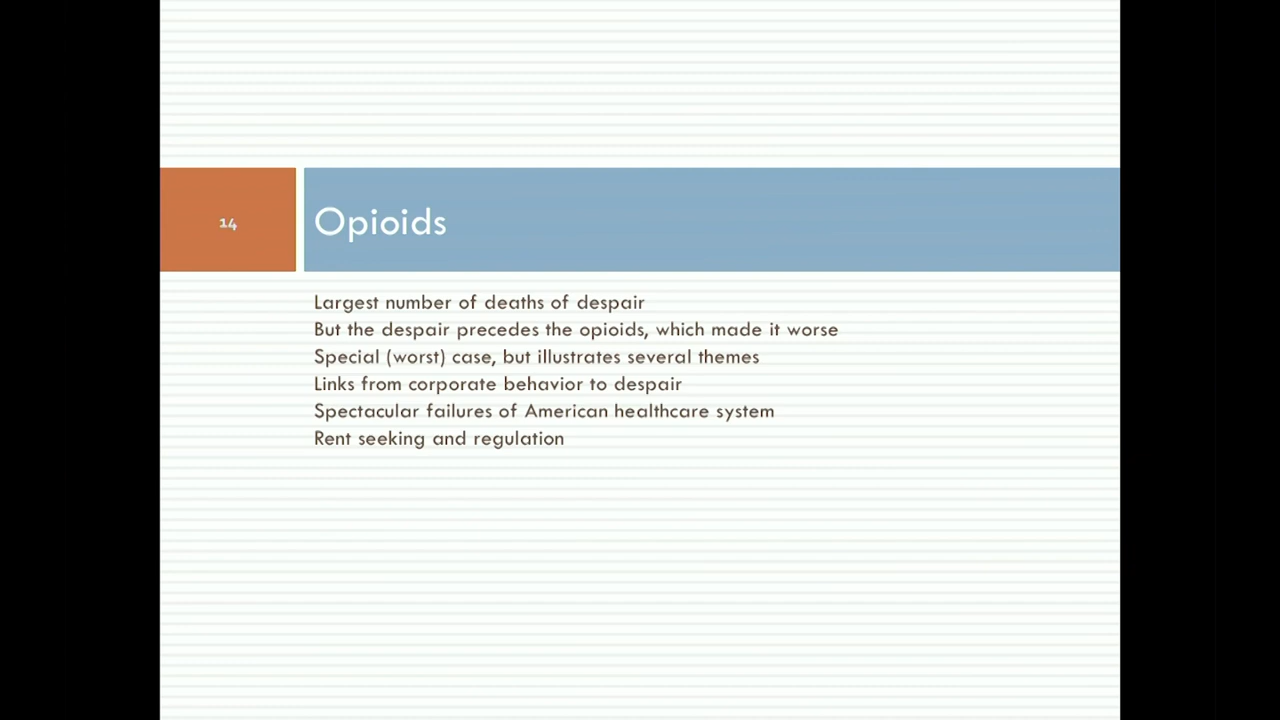 14
Opioids
Largest number of deaths of despair
But the despair precedes the opioids, which made it worse
Special (worst) case, but illustrates several themes
Links from corporate behavior to despair
Spectacular failures of American healthcare system
Rent seeking and regulation